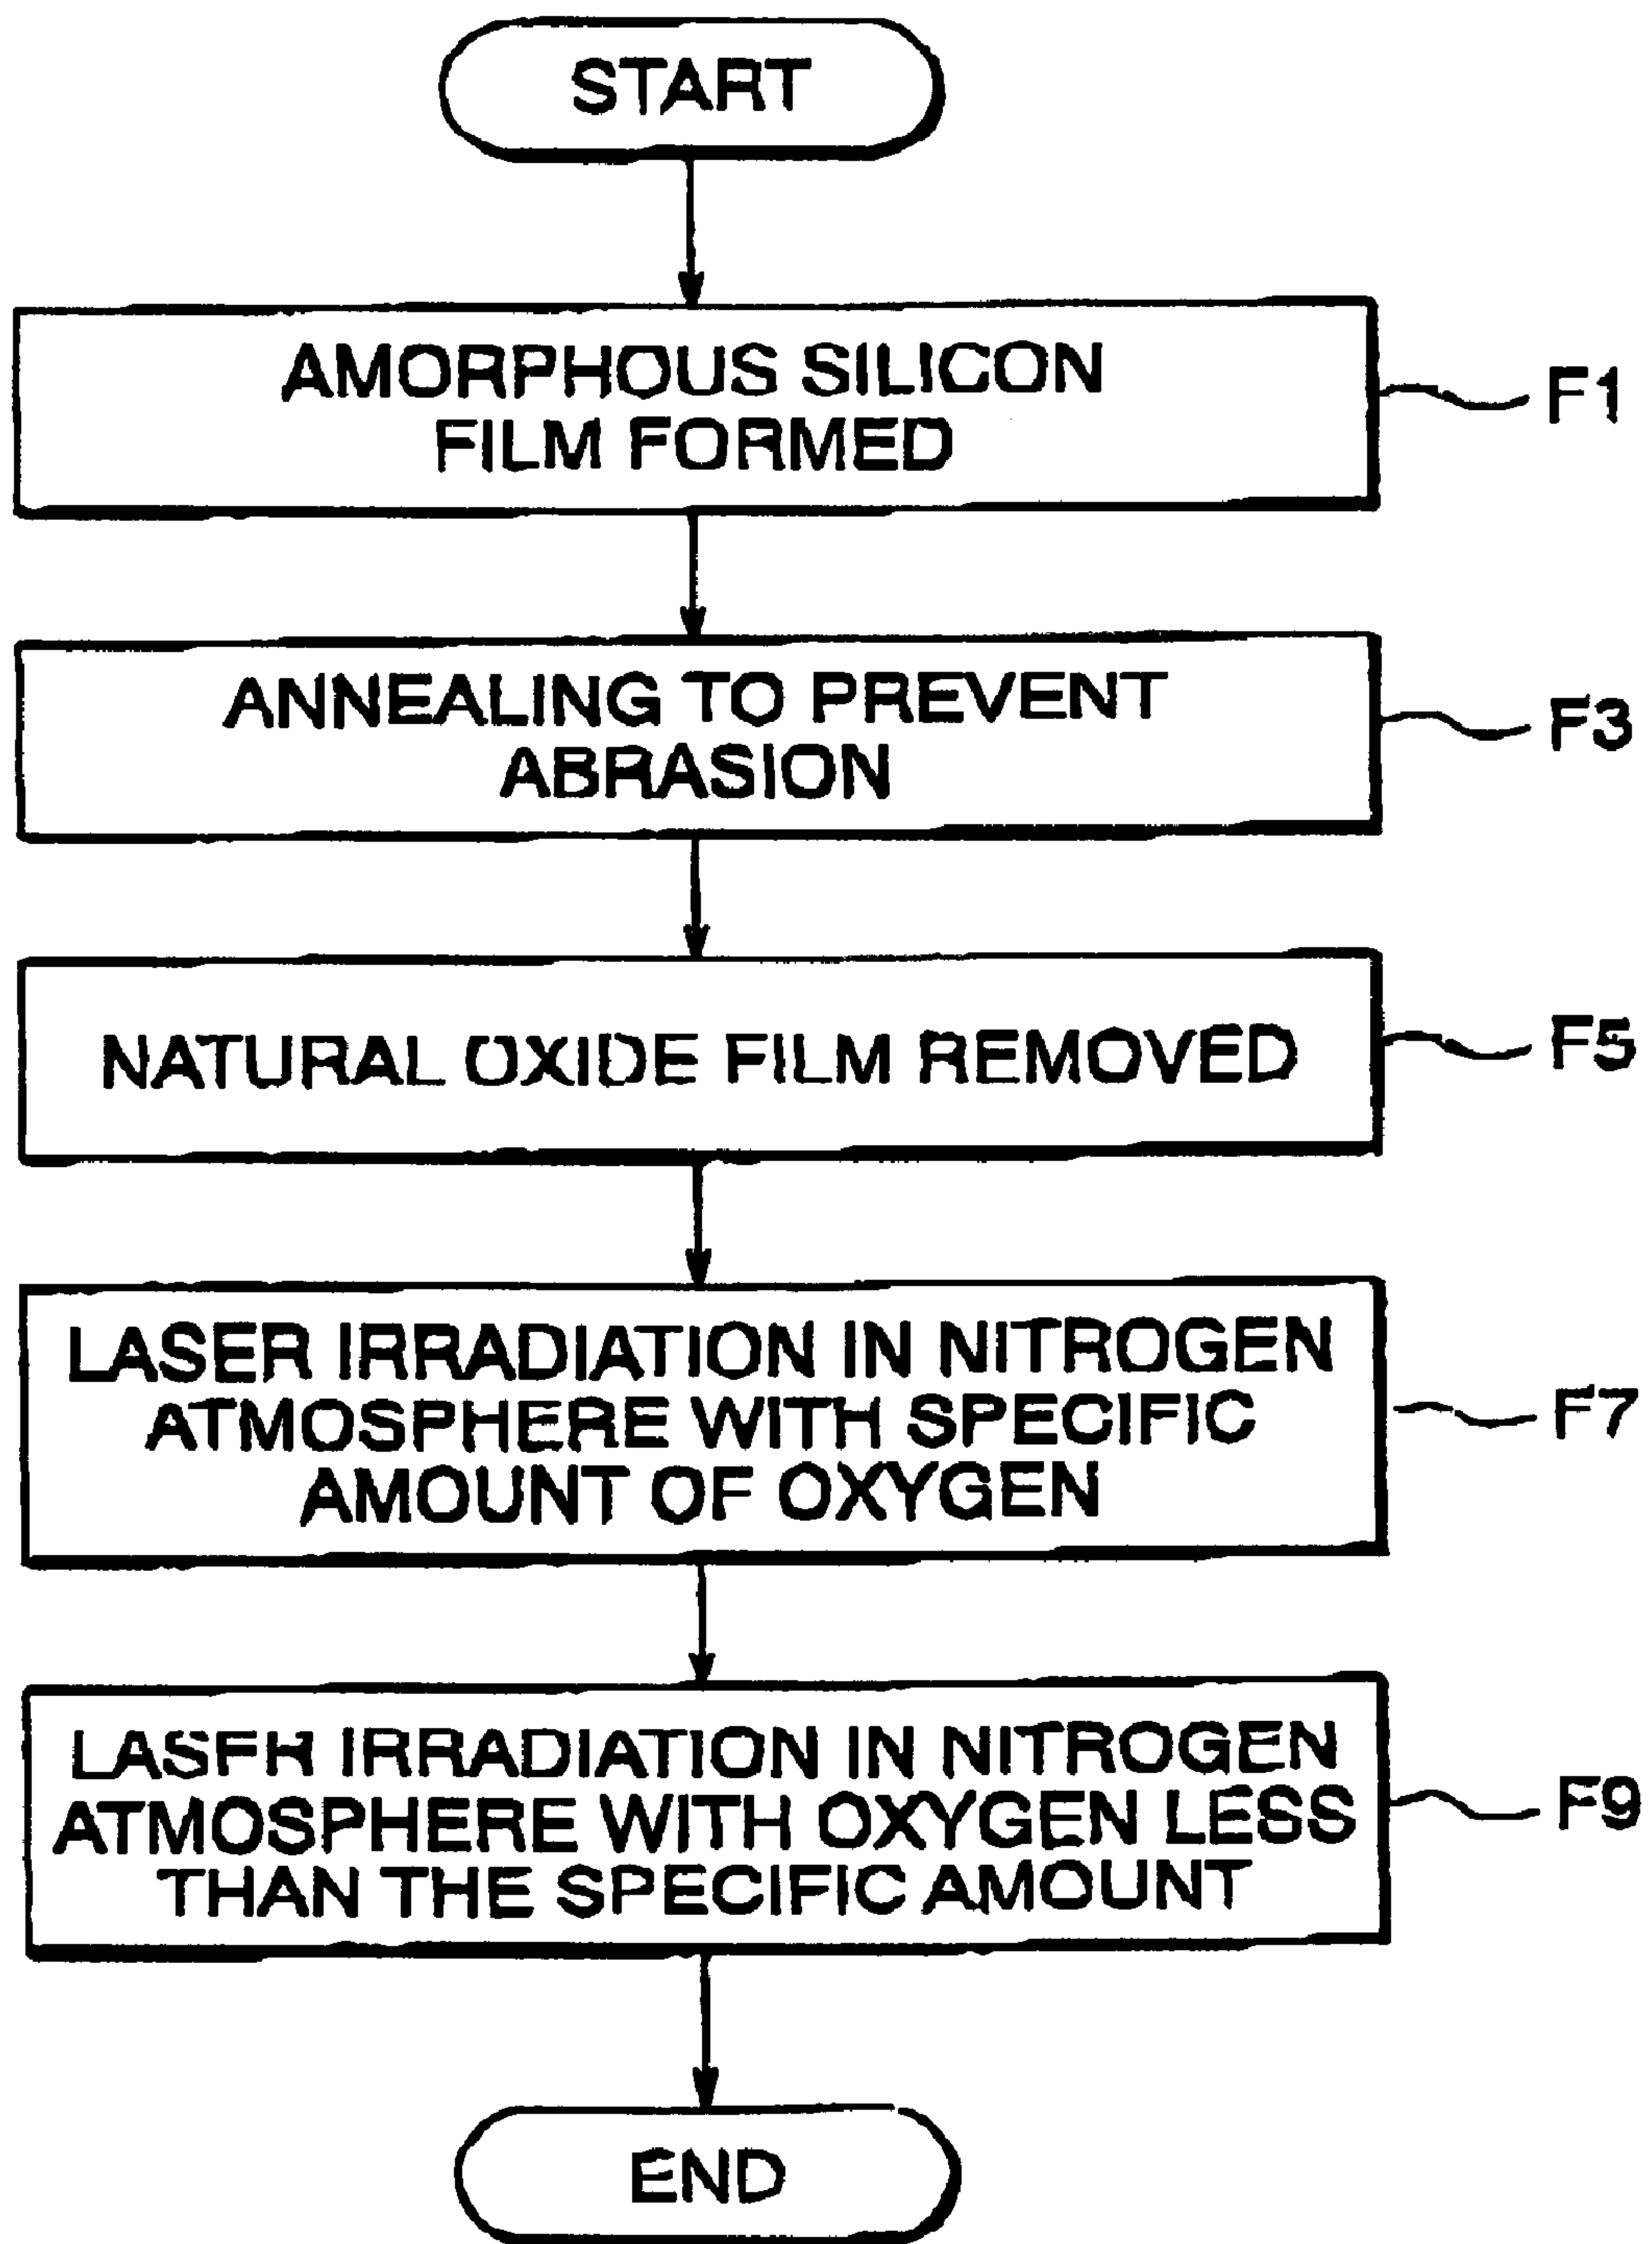 START
AMORPHOUS SILICON
FILM FORMED
F1
ANNEALING TO PREVENT
ABRASION
F3
NATURAL OXIDE FILM REMOVED
F5
LASER IRRADIATION IN NITROGEN
ATMOSPHERE WITH SPECIFIC
AMOUNT OF OXYGEN
F7
LASER IRRADIATION IN NITROGEN
ATMOSPHERE WITH OXYGEN LESS
THAN THE SPECIFIC AMOUNT
F9
END